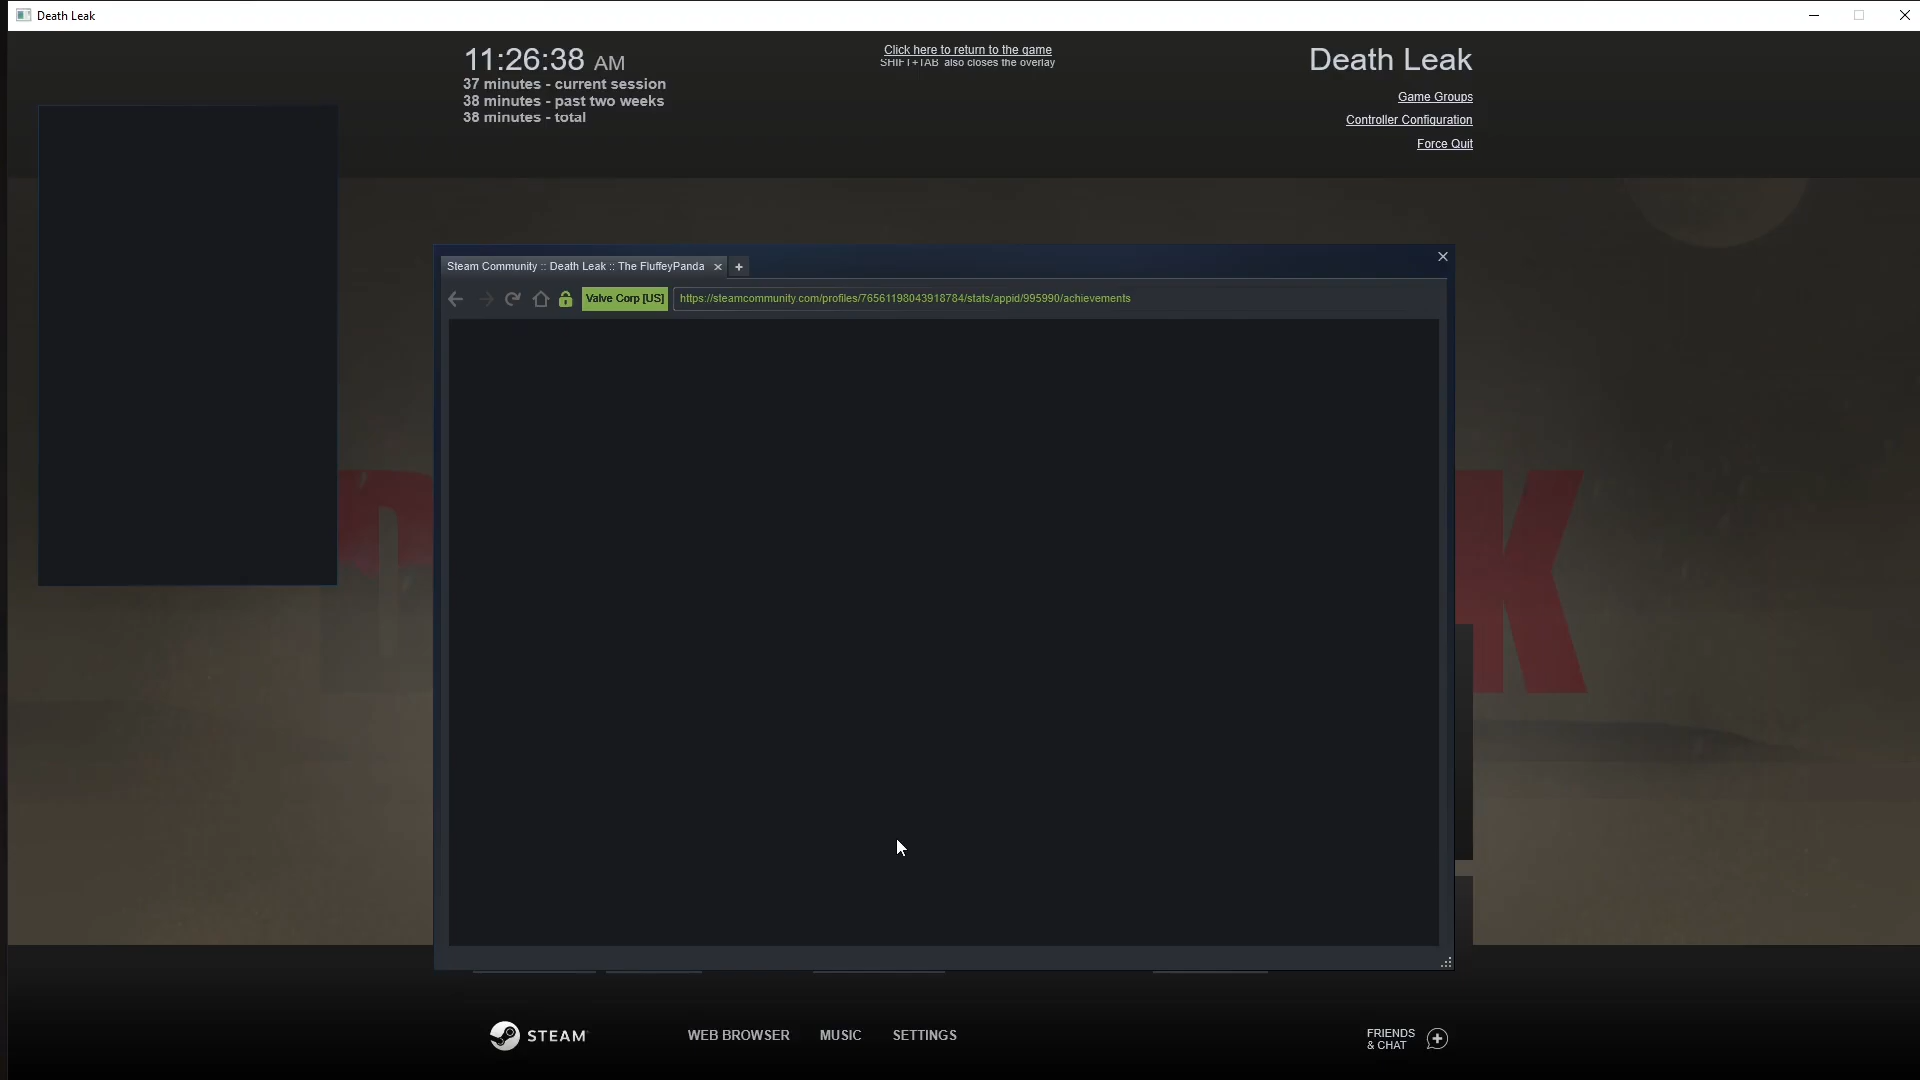 Death Leak
11:26:38 AM
37 minutes - current session
38 minutes - past two weeks
38 minutes - total
Click here to return to the game
SHIFT+TAB also closes the overlay
Death Leak
Game Groups
Controller Configuration
Force Quit
Steam Community :: Death Leak :: The FluffeyPanda
Valve Corp [US]
https://steamcommunity.com/profiles/76561198043918784/stats/appid/995990/achievements
D K
STEAM
WEB BROWSER
MUSIC
SETTINGS
FRIENDS
& CHAT